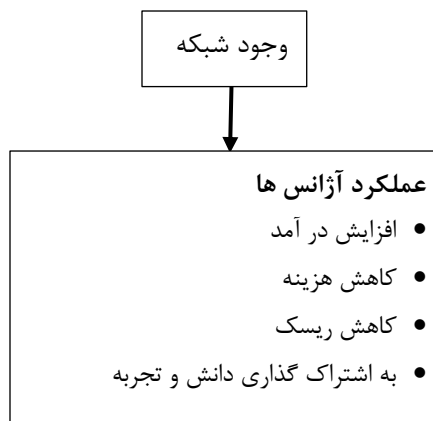 وجود شبکه
عملکرد آژانس ها
• افزایش در آمد
• کاهش هزینه
• کاهش ریسک
• به اشتراک گذاری دانش و تجربه